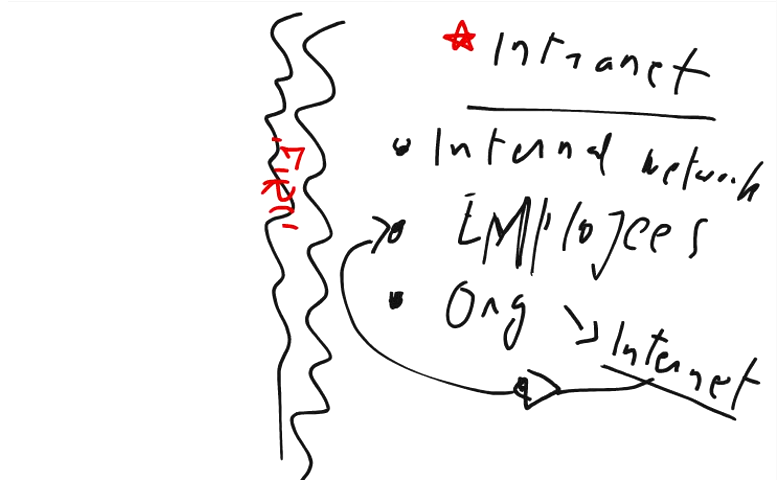 Intranet
Internal network
Employees
Org
Internet